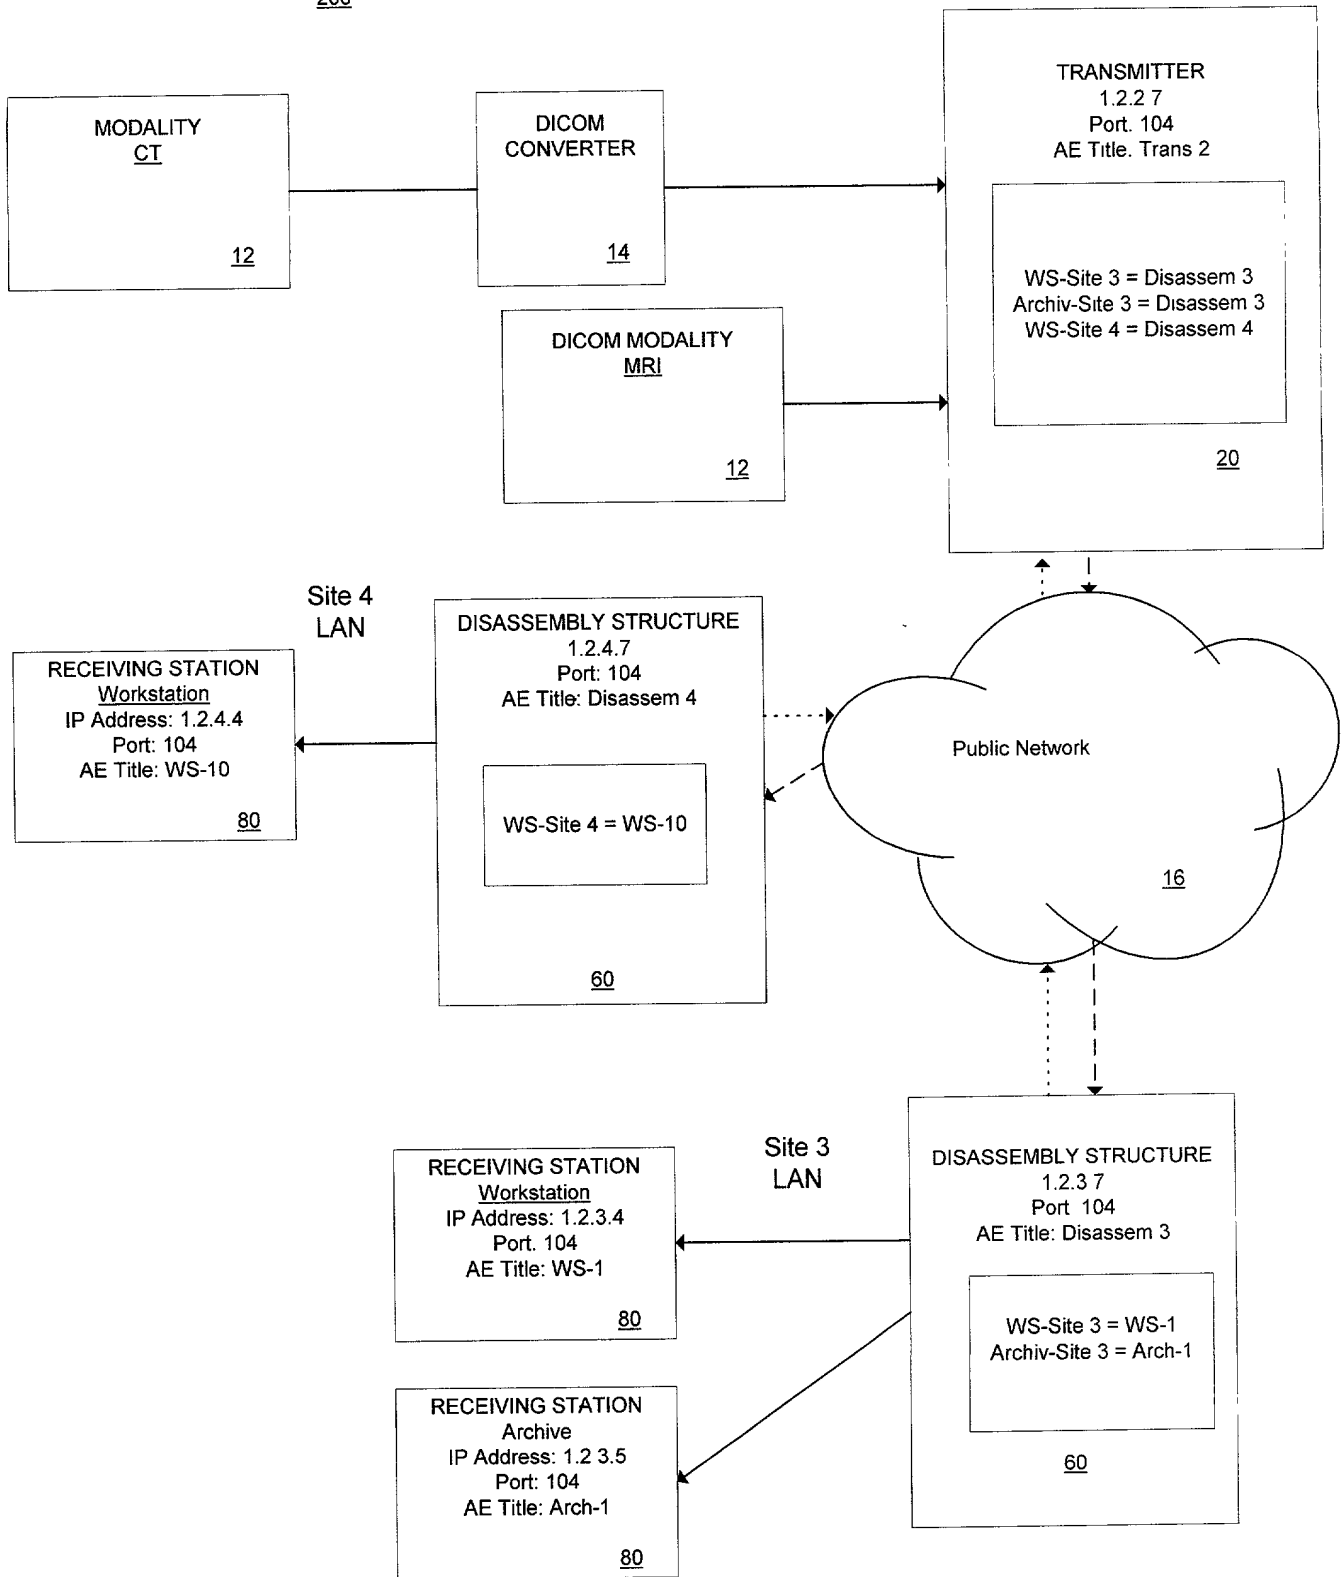 MODALITY
CT
12
DICOM
CONVERTER
14
TRANSMITTER
1.2.2 7
Port. 104
AE Title. Trans 2
WS-Site 3 = Disassem 3
Archiv-Site 3 = Disassem 3
WS-Site 4 = Disassem 4
20
DICOM MODALITY
MRI
12
Site 4
LAN
DISASSEMBLY STRUCTURE
1.2.4.7
Port: 104
AE Title: Disassem 4
WS-Site 4 = WS-10
60
RECEIVING STATION
Workstation
IP Address: 1.2.4.4
Port: 104
AE Title: WS-10
80
Public Network
16
Site 3
LAN
RECEIVING STATION
Workstation
IP Address: 1.2.3.4
Port. 104
AE Title: WS-1
80
DISASSEMBLY STRUCTURE
1.2.3 7
Port 104
AE Title: Disassem 3
WS-Site 3 = WS-1
Archiv-Site 3 = Arch-1
60
RECEIVING STATION
Archive
IP Address: 1.2 3.5
Port: 104
AE Title: Arch-1
80